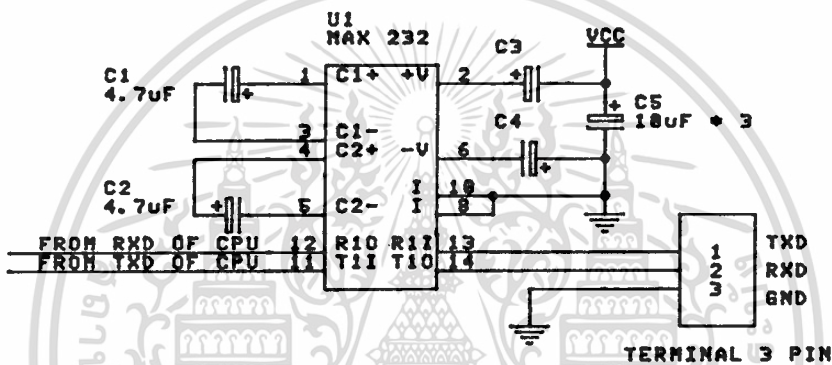 U1
MAX 232
C1
4.7uF
1
C1+
+V
2
C3
+
VCC
+
C5
10uF * 3
3
C1-
4
C2+
C4
-V
6
+
C2
4.7uF
+
5
C2-
I
10
I
8
FROM RXD OF CPU
12
R1O
R1I
13
FROM TXD OF CPU
11
T1I
T1O
14
1
TXD
2
RXD
3
GND
TERMINAL 3 PIN